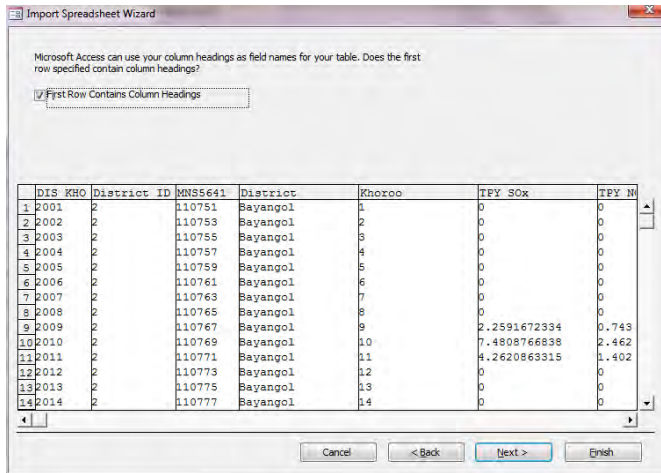 Import Spreadsheet Wizard
Microsoft Access can use your column headings as field names for your table. Does the first
row specified contain column headings?
First Row Contains Column Headings
DIS KHO District ID MNS5641 District Khoroo TPY SOx TPY NO
1 2001 2 110751 Bayangol 1 0 0
2 2002 2 110753 Bayangol 2 0 0
3 2003 2 110755 Bayangol 3 0 0
4 2004 2 110757 Bayangol 4 0 0
5 2005 2 110759 Bayangol 5 0 0
6 2006 2 110761 Bayangol 6 0 0
7 2007 2 110763 Bayangol 7 0 0
8 2008 2 110765 Bayangol 8 0 0
9 2009 2 110767 Bayangol 9 2.2591672334 0.743
10 2010 2 110769 Bayangol 10 7.4808766838 2.462
11 2011 2 110771 Bayangol 11 4.2620863315 1.402
12 2012 2 110773 Bayangol 12 0 0
13 2013 2 110775 Bayangol 13 0 0
14 2014 2 110777 Bayangol 14 0 0
Cancel < Back Next > Finish